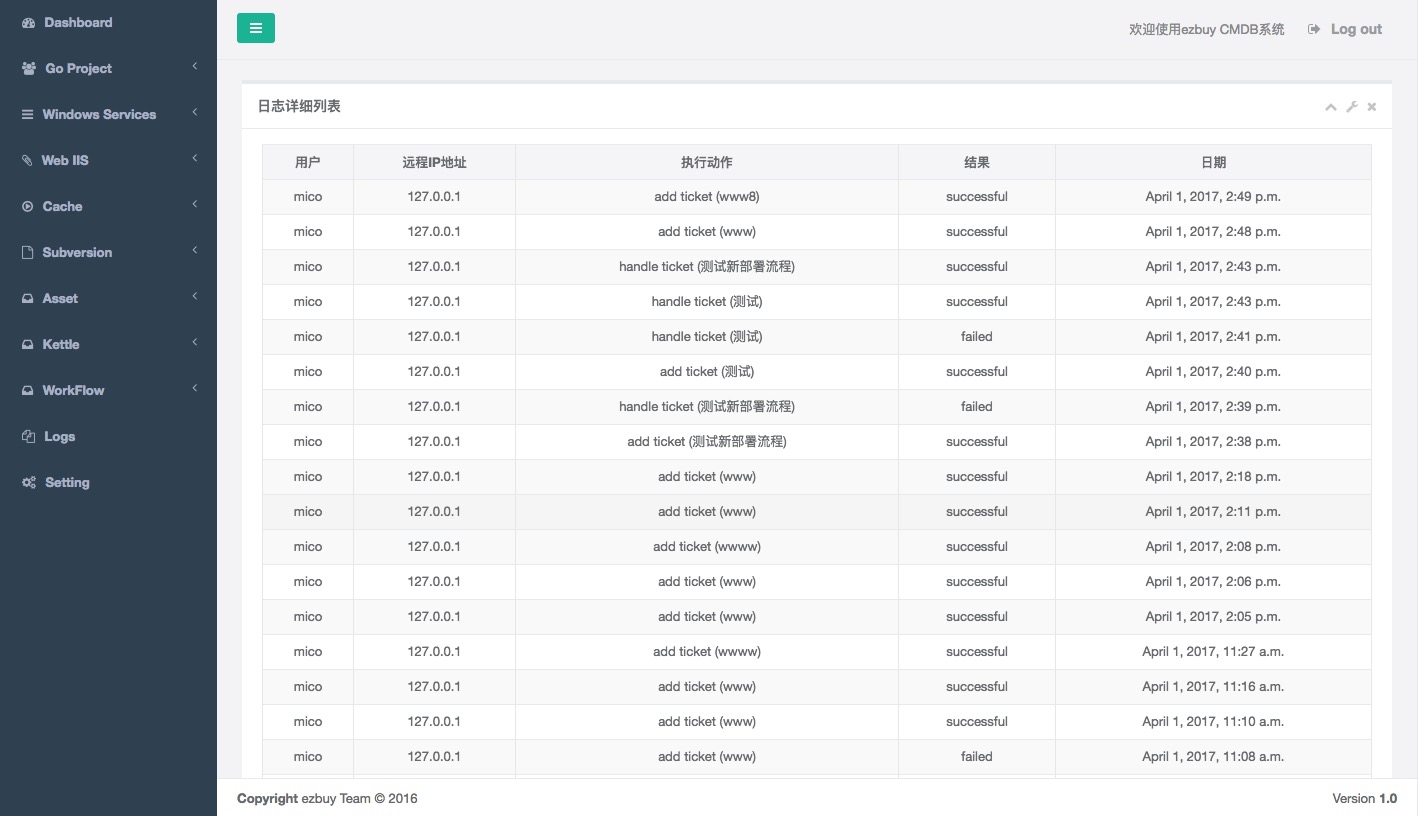 Dashboard
Go Project
Windows Services
Web IIS
Cache
Subversion
Asset
Kettle
WorkFlow
Logs
Setting
欢迎使用ezbuy CMDB系统 Log out
日志详细列表
用户 远程IP地址 执行动作 结果 日期
mico 127.0.0.1 add ticket (www8) successful April 1, 2017, 2:49 p.m.
mico 127.0.0.1 add ticket (www) successful April 1, 2017, 2:48 p.m.
mico 127.0.0.1 handle ticket (测试新部署流程) successful April 1, 2017, 2:43 p.m.
mico 127.0.0.1 handle ticket (测试) successful April 1, 2017, 2:43 p.m.
mico 127.0.0.1 handle ticket (测试) failed April 1, 2017, 2:41 p.m.
mico 127.0.0.1 add ticket (测试) successful April 1, 2017, 2:40 p.m.
mico 127.0.0.1 handle ticket (测试新部署流程) failed April 1, 2017, 2:39 p.m.
mico 127.0.0.1 add ticket (测试新部署流程) successful April 1, 2017, 2:38 p.m.
mico 127.0.0.1 add ticket (www) successful April 1, 2017, 2:18 p.m.
mico 127.0.0.1 add ticket (www) successful April 1, 2017, 2:11 p.m.
mico 127.0.0.1 add ticket (wwww) successful April 1, 2017, 2:08 p.m.
mico 127.0.0.1 add ticket (www) successful April 1, 2017, 2:06 p.m.
mico 127.0.0.1 add ticket (www) successful April 1, 2017, 2:05 p.m.
mico 127.0.0.1 add ticket (wwww) successful April 1, 2017, 11:27 a.m.
mico 127.0.0.1 add ticket (www) successful April 1, 2017, 11:16 a.m.
mico 127.0.0.1 add ticket (www) successful April 1, 2017, 11:10 a.m.
mico 127.0.0.1 add ticket (www) failed April 1, 2017, 11:08 a.m.
Copyright ezbuy Team © 2016 Version 1.0